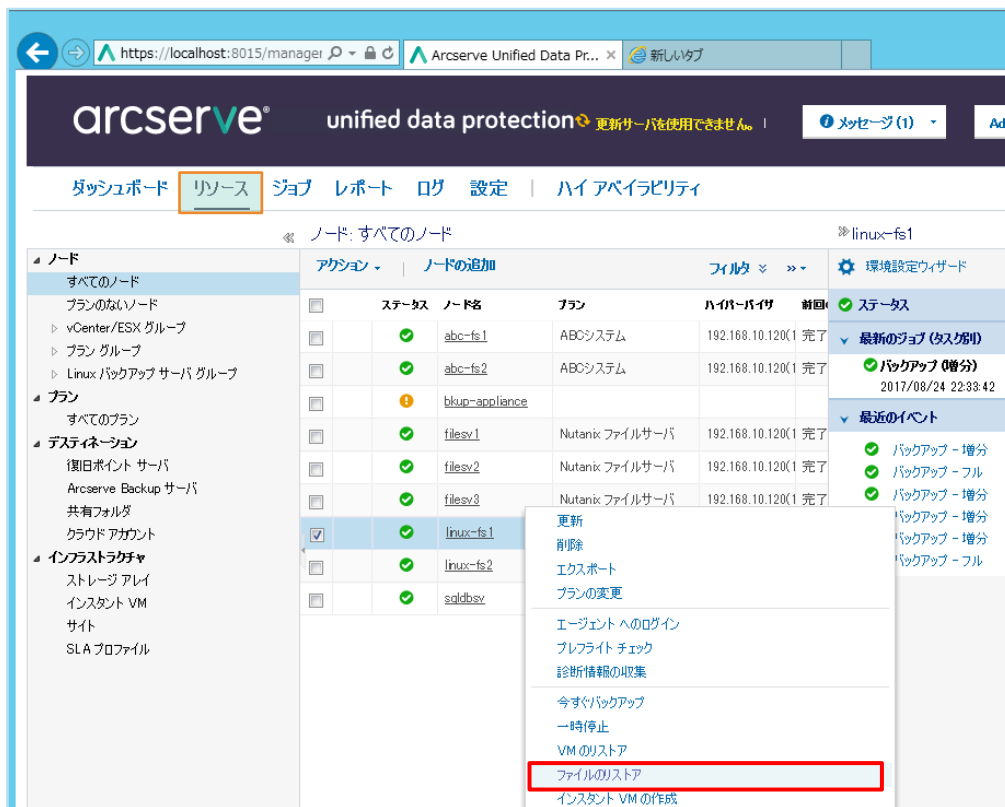 https://localhost:8015/manager
Arcserve Unified Data Pr...
新しいタブ
arcserve®
unified data protection
更新サーバを使用できません。
メッセージ (1)
Ad
ダッシュボード リソース ジョブ レポート ログ 設定 | ハイ アベイラビリティ
ノード: すべてのノード
linux-fs1
ノード
すべてのノード
プランのないノード
vCenter/ESX グループ
プラン グループ
Linux バックアップ サーバ グループ
プラン
すべてのプラン
デスティネーション
復旧ポイント サーバ
Arcserve Backup サーバ
共有フォルダ
クラウド アカウント
インフラストラクチャ
ストレージ アレイ
インスタント VM
サイト
SLA プロファイル
アクション | ノードの追加 フィルタ
ステータス ノード名 プラン ハイパーバイザ 前回の
abc-fs1 ABCシステム 192.168.10.120(1 完了
abc-fs2 ABCシステム 192.168.10.120(1 完了
bkup-appliance
filesv1 Nutanix ファイルサーバ 192.168.10.120(1 完了
filesv2 Nutanix ファイルサーバ 192.168.10.120(1 完了
filesv3 Nutanix ファイルサーバ 192.168.10.120(1 完了
linux-fs1
linux-fs2
sqldbsv
更新
削除
エクスポート
プランの変更
エージェント へのログイン
プレフライト チェック
診断情報の収集
今すぐバックアップ
一時停止
VM のリストア
ファイルのリストア
インスタント VM の作成
環境設定ウィザード
ステータス
最新のジョブ (タスク別)
バックアップ (増分)
2017/08/24 22:33:42
最近のイベント
バックアップ - 増分
バックアップ - フル
バックアップ - 増分
バックアップ - 増分
バックアップ - 増分
バックアップ - フル